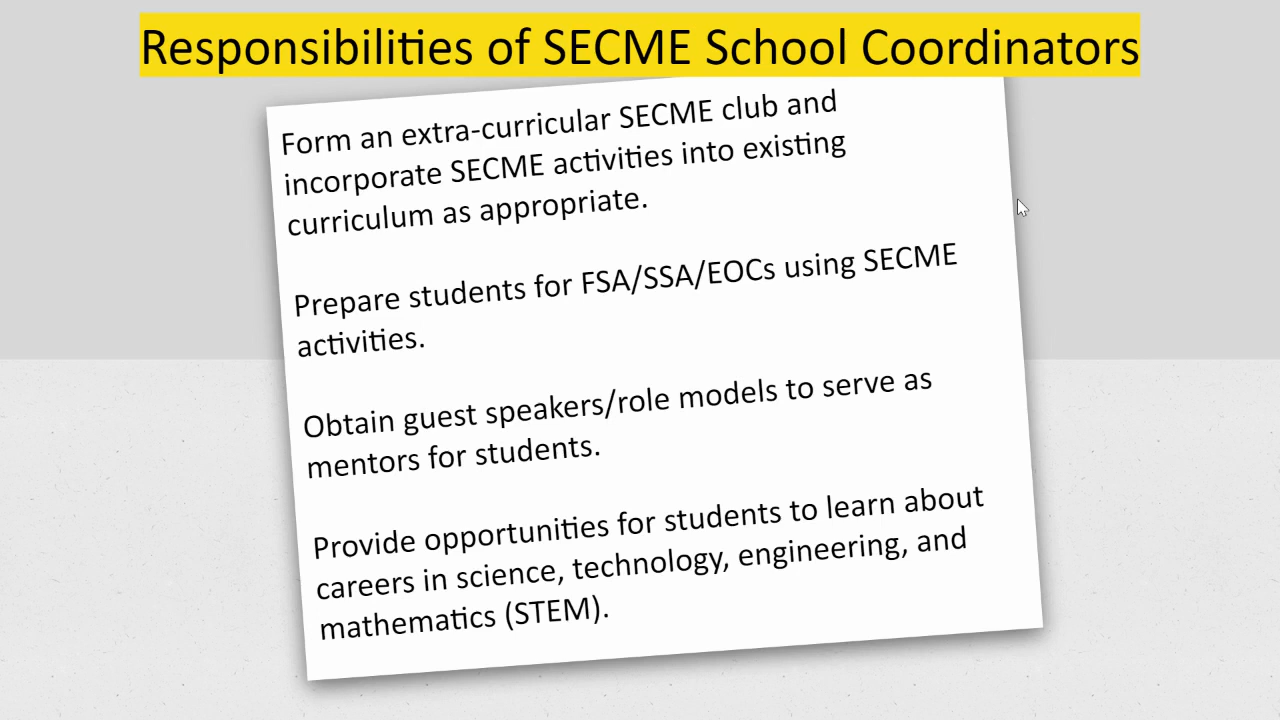 Responsibilities of SECME School Coordinators
Form an extra-curricular SECME club and
incorporate SECME activities into existing
curriculum as appropriate.
Prepare students for FSA/SSA/EOCs using SECME
activities.
Obtain guest speakers/role models to serve as
mentors for students.
Provide opportunities for students to learn about
careers in science, technology, engineering, and
mathematics (STEM).